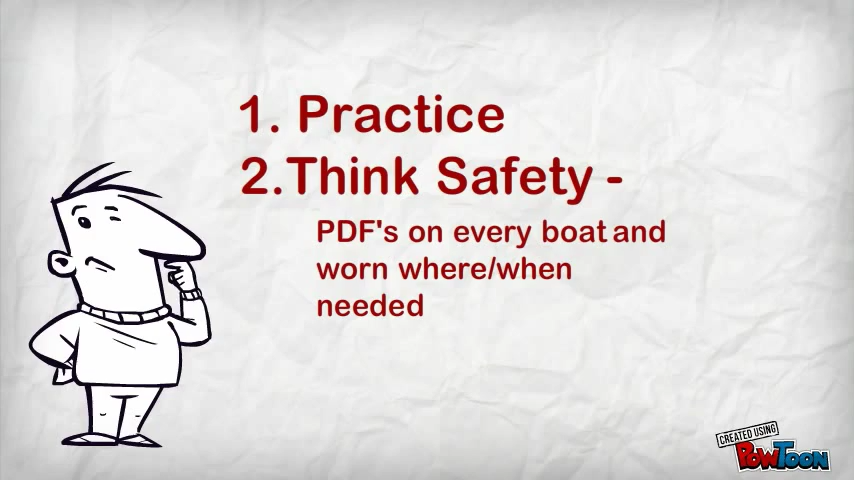 1. Practice
2.Think Safety -
PDF's on every boat and
worn where/when
needed
CREATED USING
POWTOON